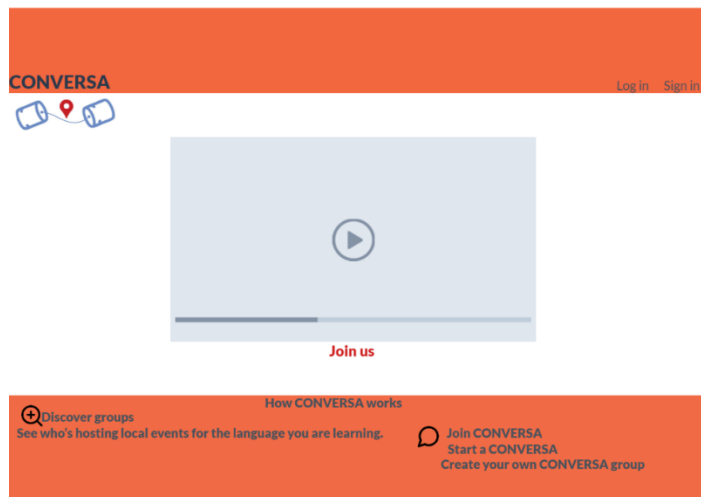 CONVERSA
Log in Sign in
Join us
How CONVERSA works
Discover groups
See who's hosting local events for the language you are learning.
Join CONVERSA
Start a CONVERSA
Create your own CONVERSA group